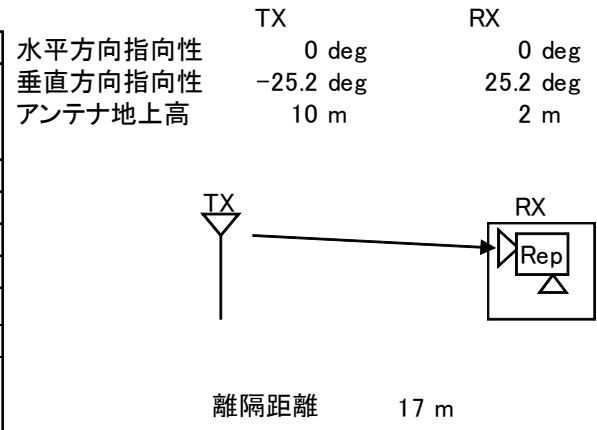 TX RX
水平方向指向性 0 deg 0 deg
垂直方向指向性 -25.2 deg 25.2 deg
アンテナ地上高 10 m 2 m
TX RX
Rep
離隔距離 17 m